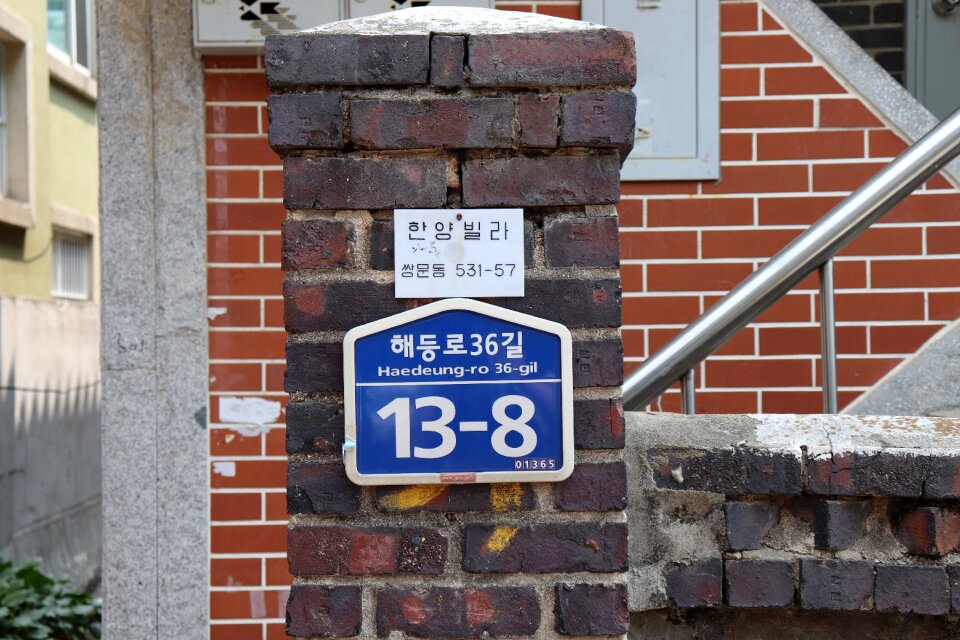 한양빌라
쌍문동 531-57
해등로36길
Haedeung-ro 36-gil
13-8
01365